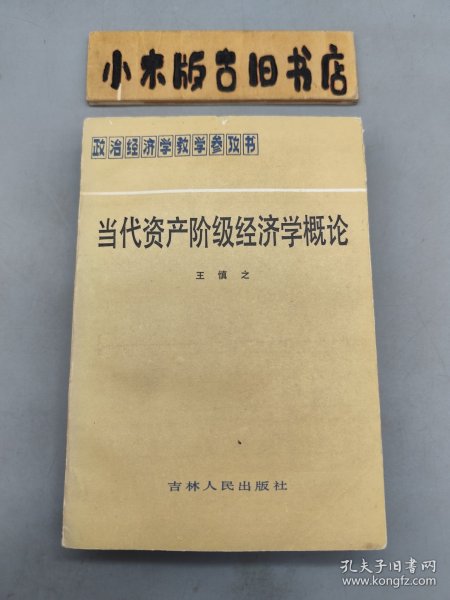 小木版古旧书店
政治经济学教学参考书
当代资产阶级经济学概论
王慎之
吉林人民出版社
孔夫子旧书网
www.kongfz.com